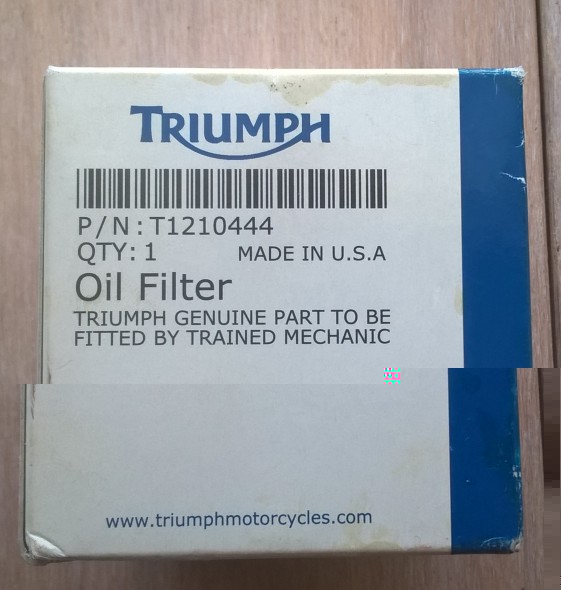 TRIUMPH
P/N:T1210444
QTY: 1 MADE IN U.S.A
Oil Filter
TRIUMPH GENUINE PART TO BE
FITTED BY TRAINED MECHANIC
www.triumphmotorcycles.com